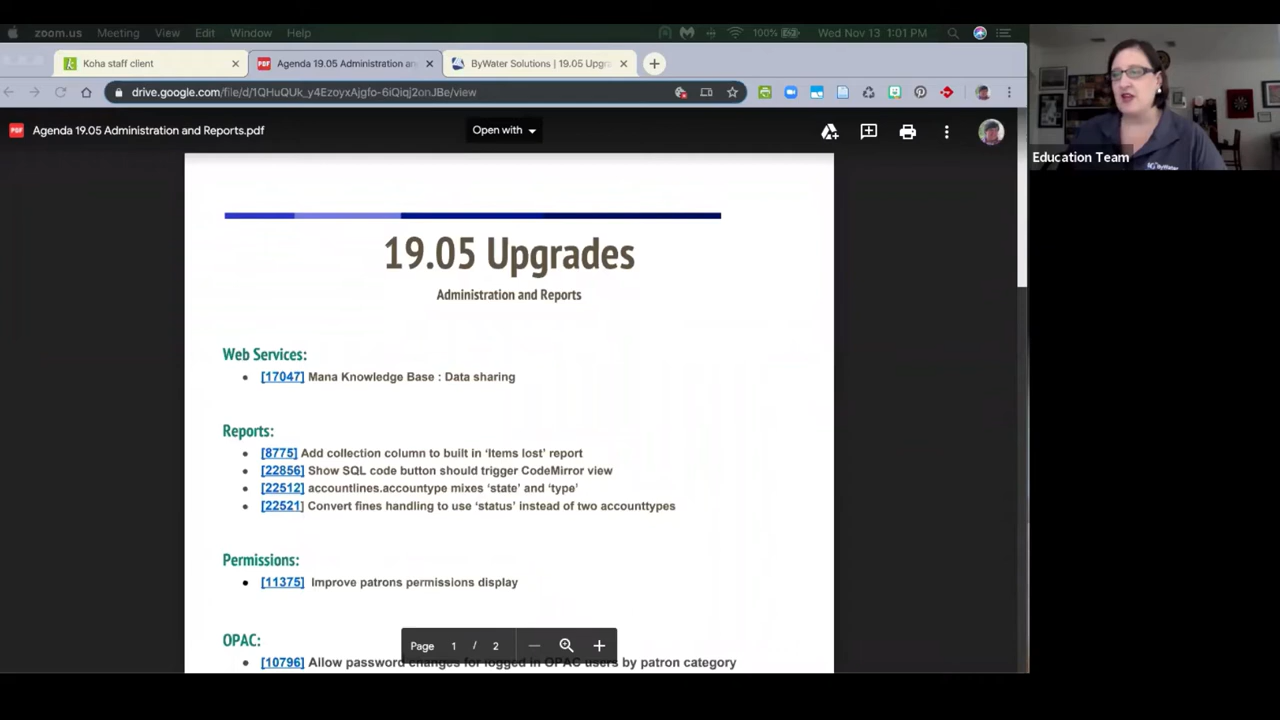 zoom.us Meeting View Edit Window Help 100% Wed Nov 13 1:01 PM
Koha staff client Agenda 19.05 Administration an ByWater Solutions | 19.05 Upgra
drive.google.com/file/d/1QHuQUk_y4EzoyxAjgfo-6iQiqj2onJBe/view
PDF Agenda 19.05 Administration and Reports.pdf Open with
Education Team
19.05 Upgrades
Administration and Reports
Web Services:
• [17047] Mana Knowledge Base : Data sharing
Reports:
• [8775] Add collection column to built in ‘Items lost’ report
• [22856] Show SQL code button should trigger CodeMirror view
• [22512] accountlines.accountype mixes ‘state’ and ‘type’
• [22521] Convert fines handling to use ‘status’ instead of two accounttypes
Permissions:
• [11375] Improve patrons permissions display
OPAC:
Page 1 / 2
• [10796] Allow password changes for logged in OPAC users by patron category